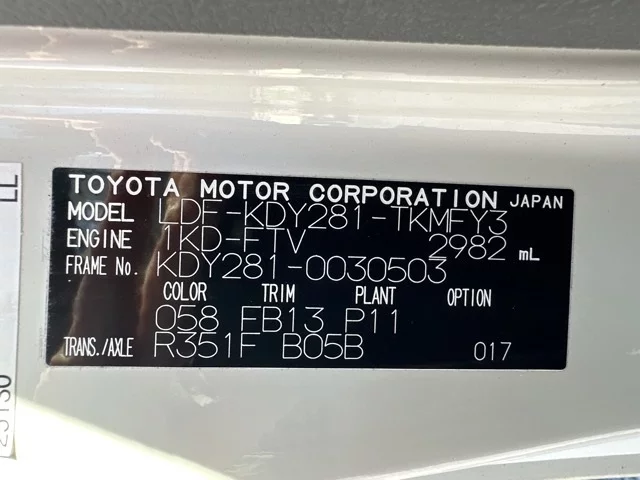 TOYOTA MOTOR CORPORATION JAPAN
MODEL LDF-KDY281-TKMFY3
ENGINE 1KD-FTV 2982 mL
FRAME No. KDY281-0030503
COLOR TRIM PLANT OPTION
058 FB13 P11
TRANS./AXLE R351F B05B 017